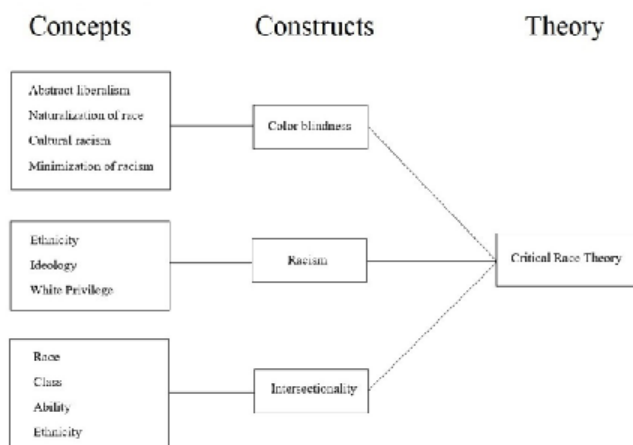 Concepts
Constructs
Theory
Abstract liberalism
Naturalization of race
Cultural racism
Minimization of racism
Color blindness
Ethnicity
Ideology
White Privilege
Racism
Critical Race Theory
Race
Class
Ability
Ethnicity
Intersectionality